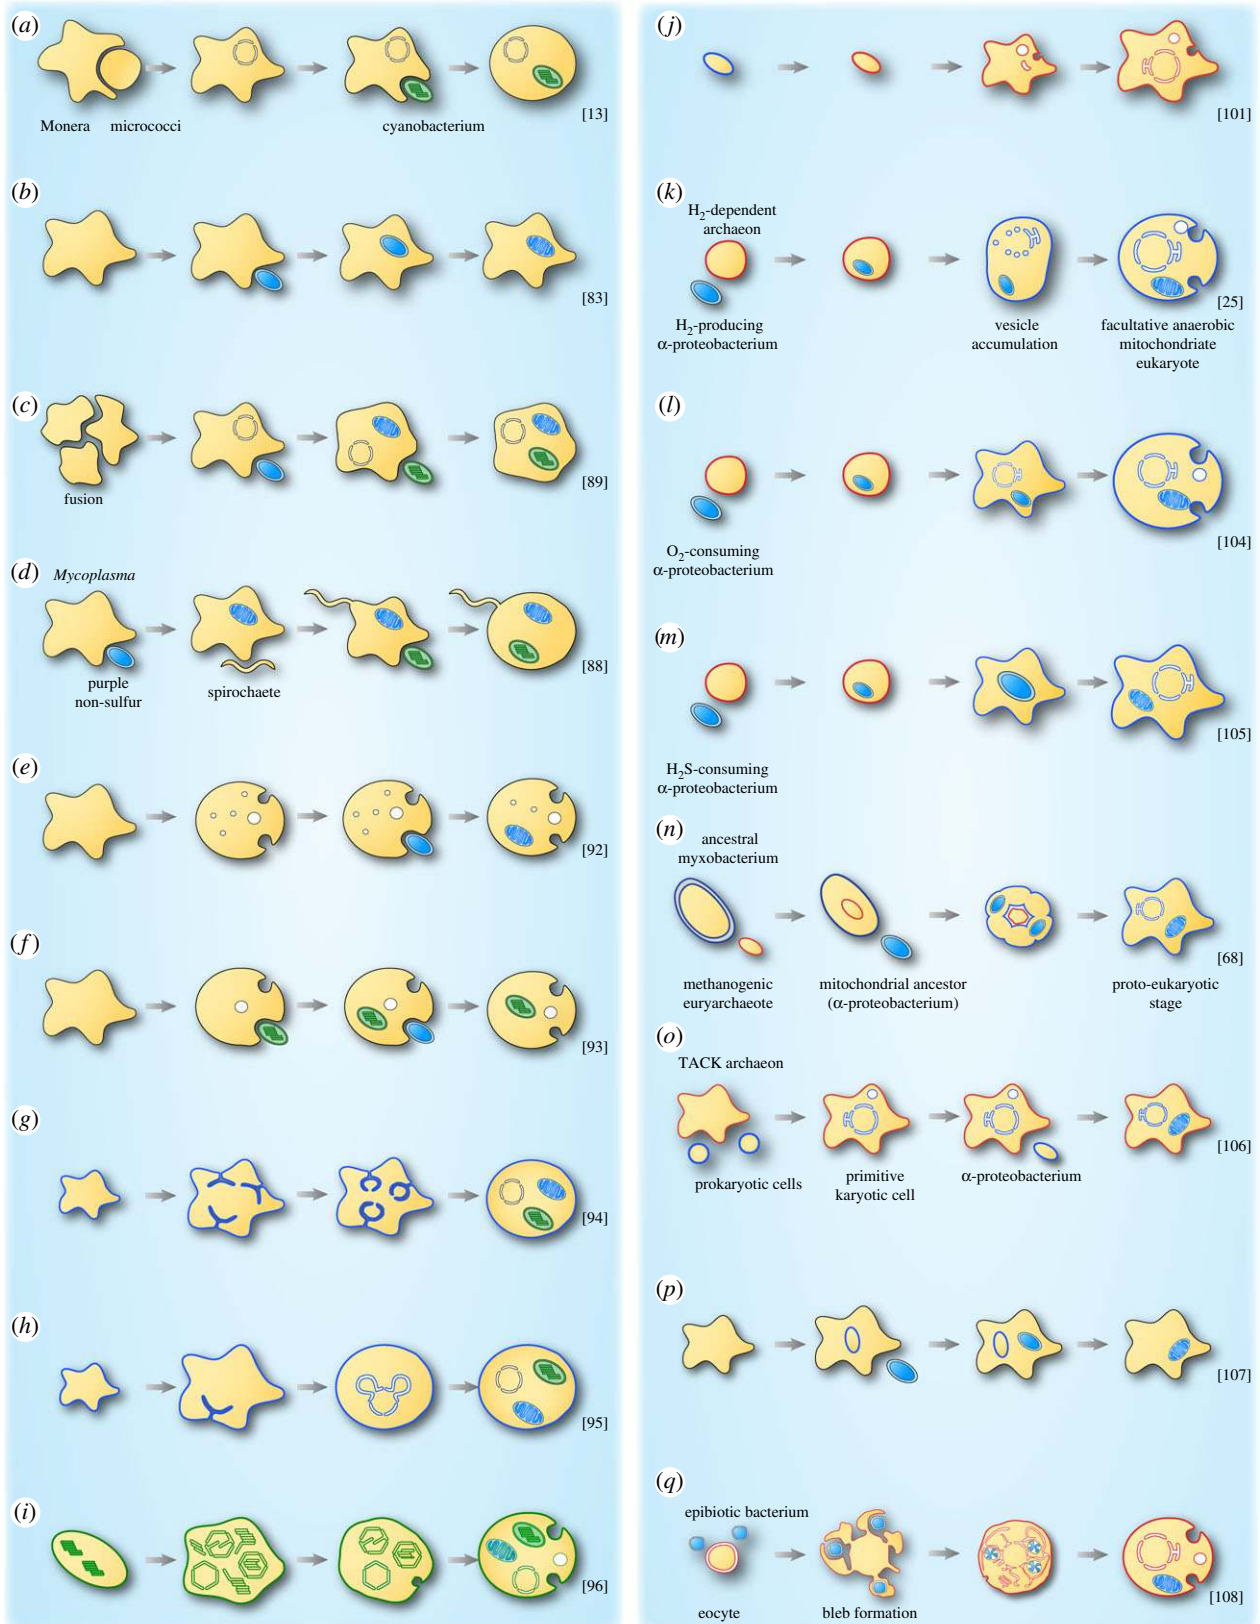 (a)
Monera micrococci cyanobacterium
[13]
(b)
[83]
(c)
fusion
[89]
(d)
Mycoplasma
purple
non-sulfur
spirochaete
[88]
(e)
[92]
(f)
[93]
(g)
[94]
(h)
[95]
(i)
[96]
(j)
[101]
(k)
H2-dependent
archaeon
H2-producing
α-proteobacterium
vesicle
accumulation
facultative anaerobic
mitochondriate
eukaryote
[25]
(l)
O2-consuming
α-proteobacterium
[104]
(m)
H2S-consuming
α-proteobacterium
[105]
(n)
ancestral
myxobacterium
methanogenic
euryarchaeote
mitochondrial ancestor
(α-proteobacterium)
proto-eukaryotic
stage
[68]
(o)
TACK archaeon
prokaryotic cells
primitive
karyotic cell
α-proteobacterium
[106]
(p)
[107]
(q)
epibiotic bacterium
eocyte
bleb formation
[108]